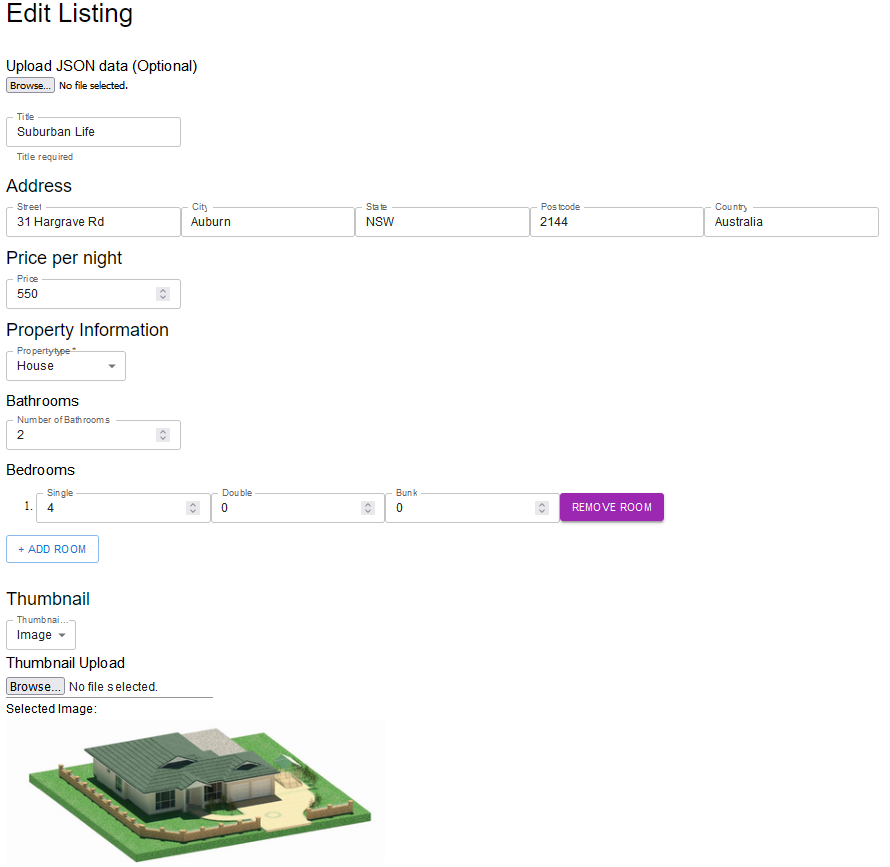 Edit Listing
Upload JSON data (Optional)
Browse... No file selected.
Title
Suburban Life
Title required
Address
Street City State Postcode Country
31 Hargrave Rd Auburn NSW 2144 Australia
Price per night
Price
550
Property Information
Property type *
House
Bathrooms
Number of Bathrooms
2
Bedrooms
Single Double Bunk
1. 4 0 0 REMOVE ROOM
+ ADD ROOM
Thumbnail
Thumbnai...
Image
Thumbnail Upload
Browse... No file selected.
Selected Image: